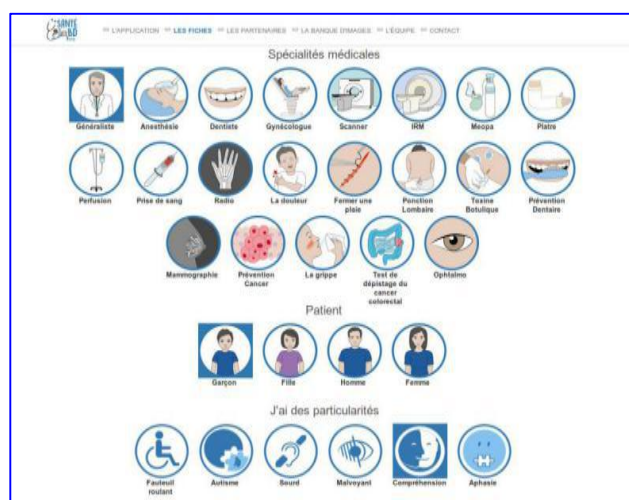 SANTÉ
BD
L'APPLICATION LES FICHES LES PARTENAIRES LA BANQUE D'IMAGES L'ÉQUIPE CONTACT
Spécialités médicales
Généraliste Anesthésie Dentiste Gynécologue Scanner IRM Meopa Platre
Perfusion Prise de sang Radio La douleur Fermer une plaie Ponction Lombaire Toxine Botulique Prévention Dentaire
Mammographie Prévention Cancer La grippe Test de dépistage du cancer colorectal Ophtalmo
Patient
Garçon Fille Homme Femme
J'ai des particularités
Fauteuil roulant Autisme Sourd Malvoyant Compréhension Aphasie